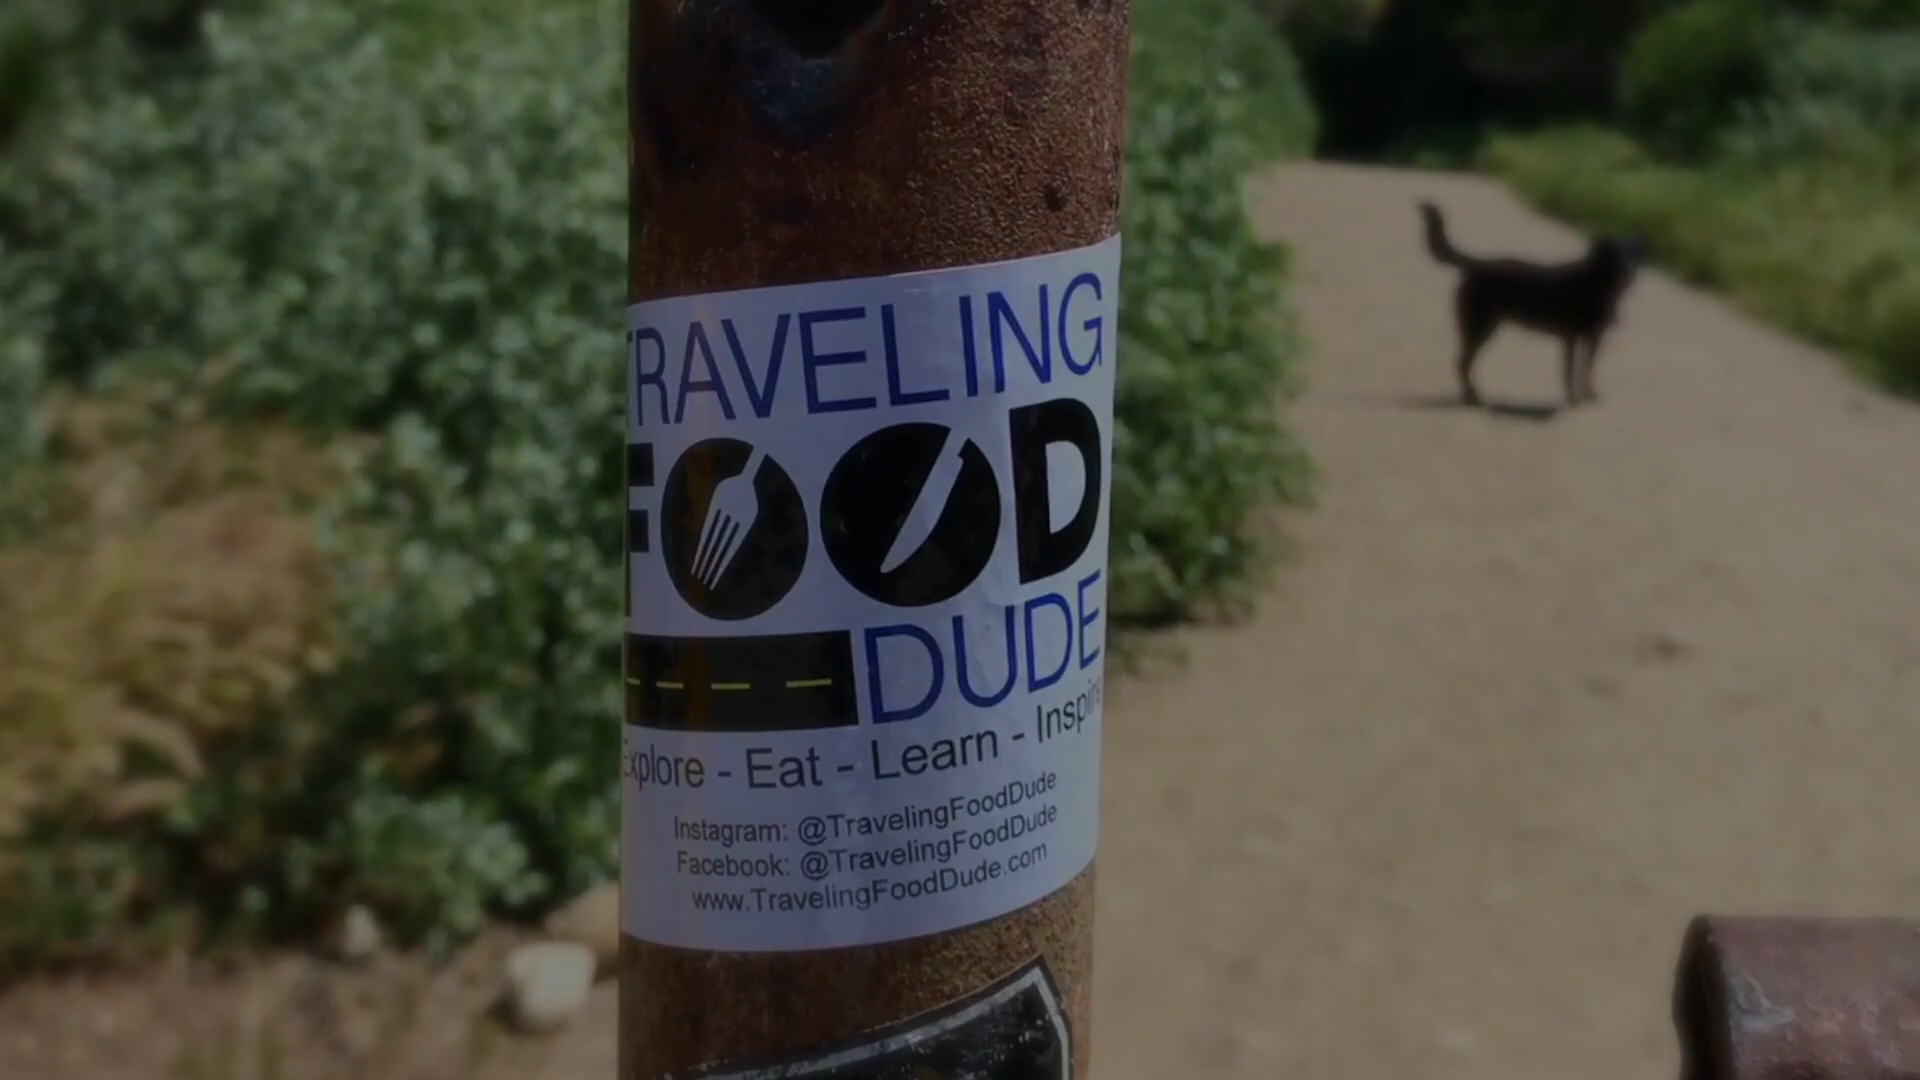 TRAVELING
FOOD
DUDE
Explore - Eat - Learn - Inspire
Instagram: @TravelingFoodDude
Facebook: @TravelingFoodDude
www.TravelingFoodDude.com